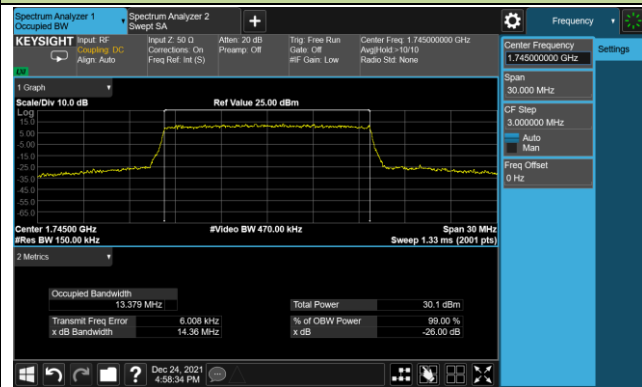 Spectrum Analyzer 1
Occupied BW
Spectrum Analyzer 2
Swept SA
Frequency
KEYSIGHT
Input: RF
Coupling: DC
Align: Auto
Input Z: 50 Ω
Corrections: On
Freq Ref: Int (S)
Atten: 20 dB
Preamp: Off
Trig: Free Run
Gate: Off
#IF Gain: Low
Center Freq: 1.745000000 GHz
Avg|Hold:>10/10
Radio Std: None
Center Frequency
1.745000000 GHz
Settings
Span
30.000 MHz
CF Step
3.000000 MHz
Auto
Man
Freq Offset
0 Hz
1 Graph
Scale/Div 10.0 dB
Ref Value 25.00 dBm
Log
15.0
5.00
-5.00
-15.0
-25.0
-35.0
-45.0
-55.0
-65.0
Center 1.74500 GHz
#Video BW 470.00 kHz
Span 30 MHz
#Res BW 150.00 kHz
Sweep 1.33 ms (2001 pts)
2 Metrics
Occupied Bandwidth
13.379 MHz
Total Power
30.1 dBm
Transmit Freq Error
6.008 kHz
% of OBW Power
99.00 %
x dB Bandwidth
14.36 MHz
x dB
-26.00 dB
Dec 24, 2021
4:58:34 PM